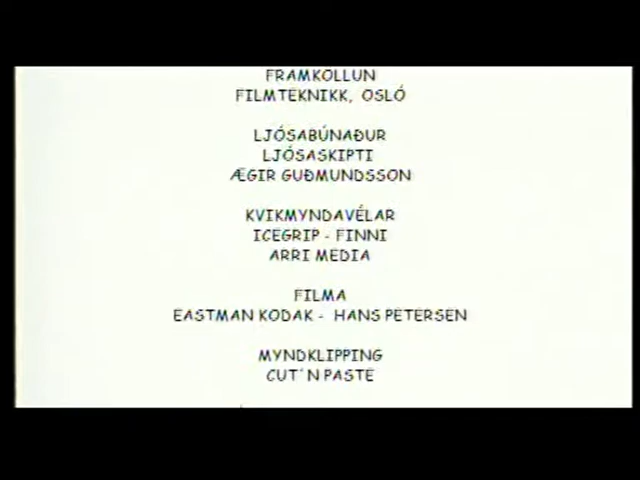 FRAMKÖLLUN
FILMTEKNIKK, OSLÓ
LJÓSABÚNAÐUR
LJÓSASKIPTI
ÆGIR GUÐMUNDSSON
KVIKMYNDAVÉLAR
ICEGRIP - FINNI
ARRI MEDIA
FILMA
EASTMAN KODAK - HANS PETERSEN
MYNDKLIPPING
CUT´N PASTE